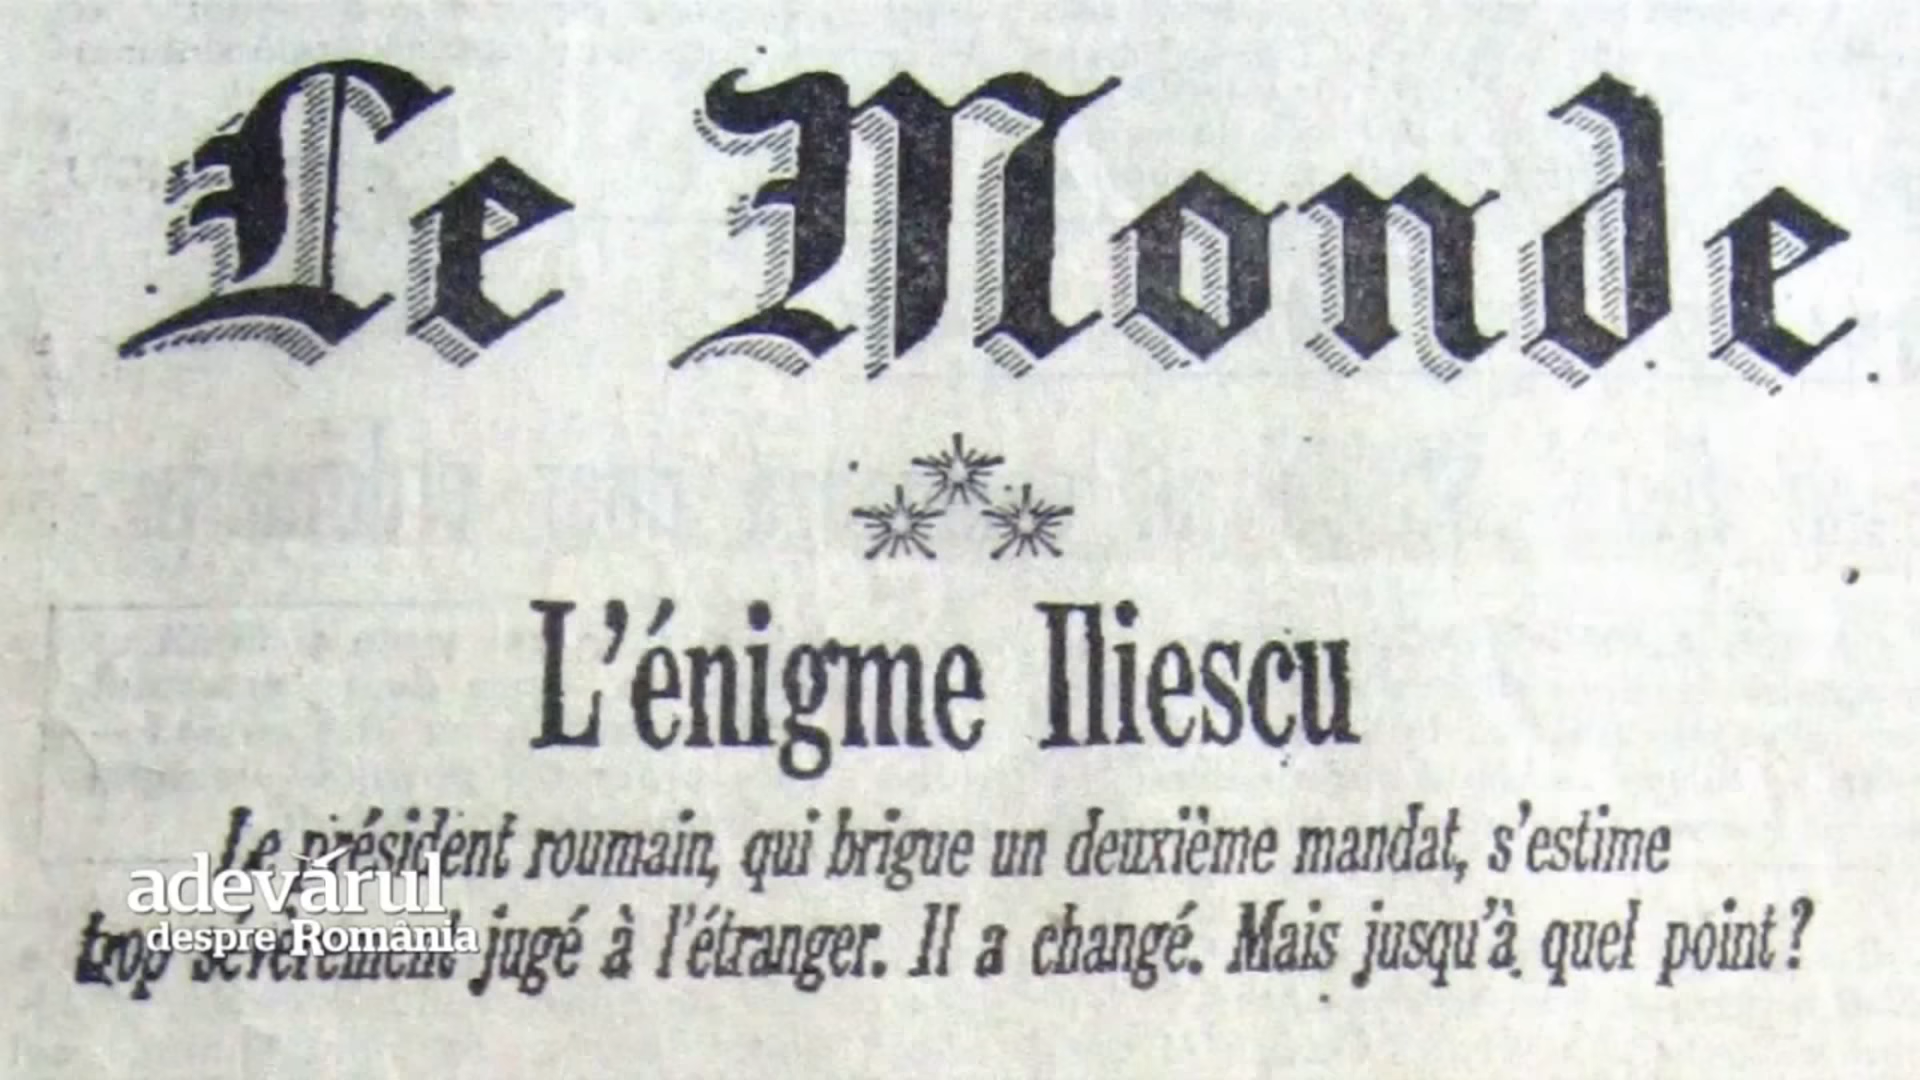 Le Monde
L'énigme Iliescu
Le président roumain, qui brigue un deuxième mandat, s'estime
trop sévèrement jugé à l'étranger. Il a changé. Mais jusqu'à quel point ?
adevărul
despre România